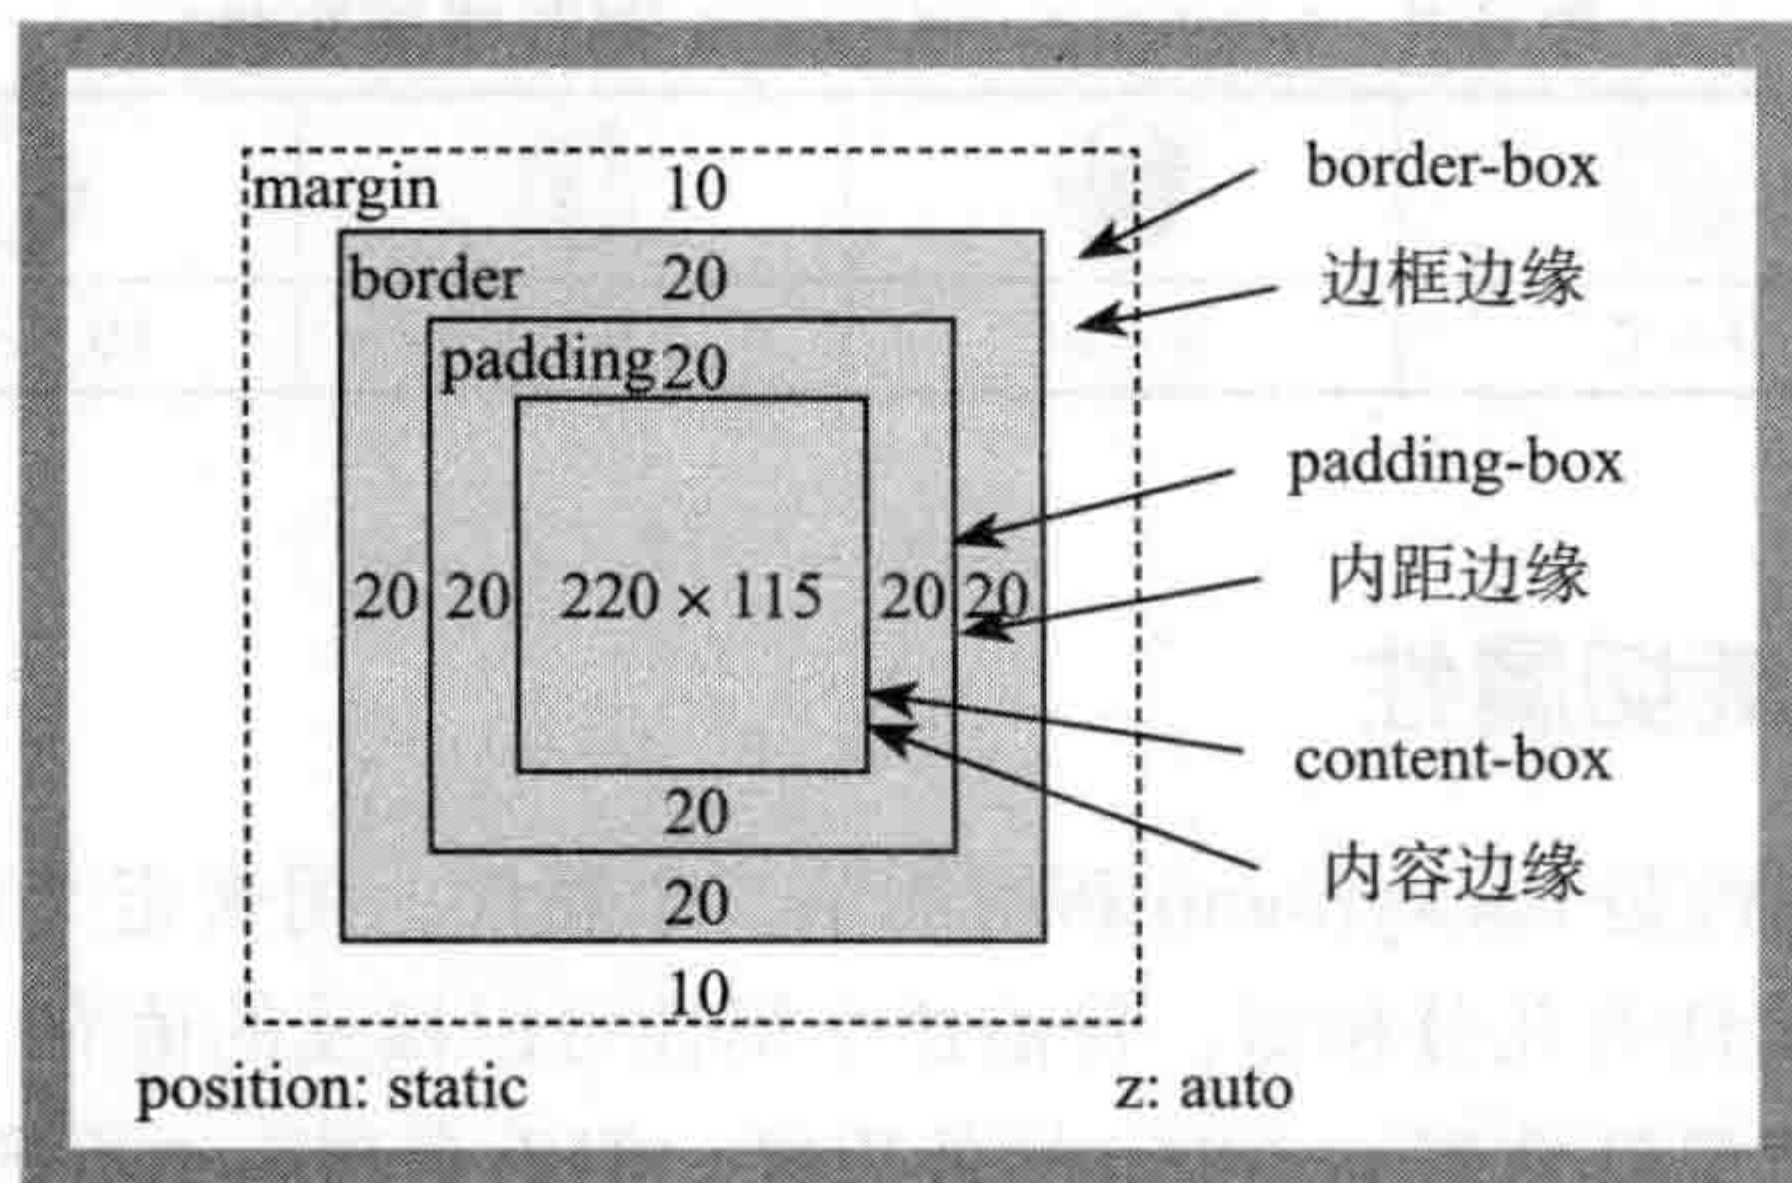 margin 10 border-box
border 20 边框边缘
padding 20
padding-box
20 20 220 × 115 20 20 内距边缘
content-box
20
20 内容边缘
10
position: static z: auto